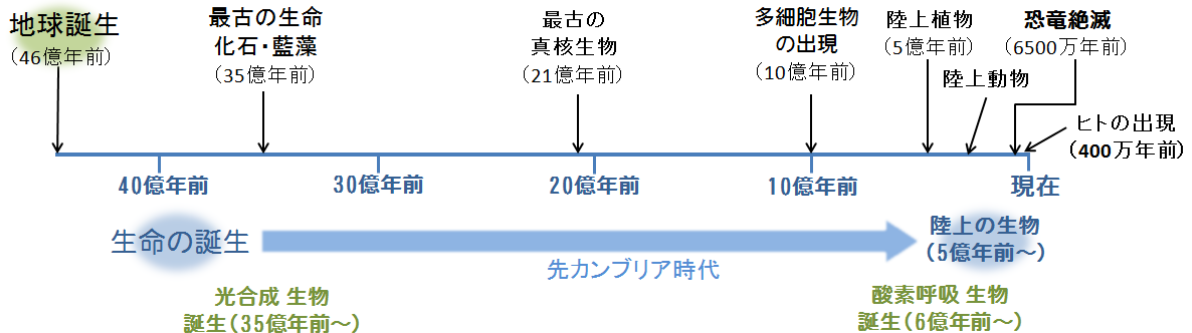 地球誕生
(46億年前)
最古の生命
化石・藍藻
(35億年前)
最古の
真核生物
(21億年前)
多細胞生物
の出現
(10億年前)
陸上植物
(5億年前)
恐竜絶滅
(6500万年前)
陸上動物
ヒトの出現
(400万年前)
40億年前
30億年前
20億年前
10億年前
現在
生命の誕生
先カンブリア時代
陸上の生物
(5億年前～)
光合成 生物
誕生(35億年前～)
酸素呼吸 生物
誕生(6億年前～)